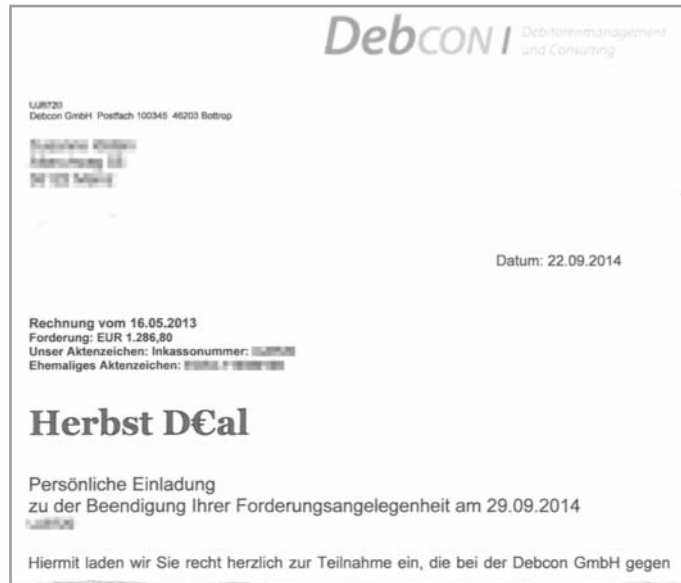 DebCON
Debitorenmanagement
und Consulting
UJ8720
Debcon GmbH Postfach 100345 46203 Bottrop
Datum: 22.09.2014
Rechnung vom 16.05.2013
Forderung: EUR 1.286,80
Unser Aktenzeichen: Inkassonummer:
Ehemaliges Aktenzeichen:
Herbst D€al
Persönliche Einladung
zu der Beendigung Ihrer Forderungsangelegenheit am 29.09.2014
Hiermit laden wir Sie recht herzlich zur Teilnahme ein, die bei der Debcon GmbH gegen